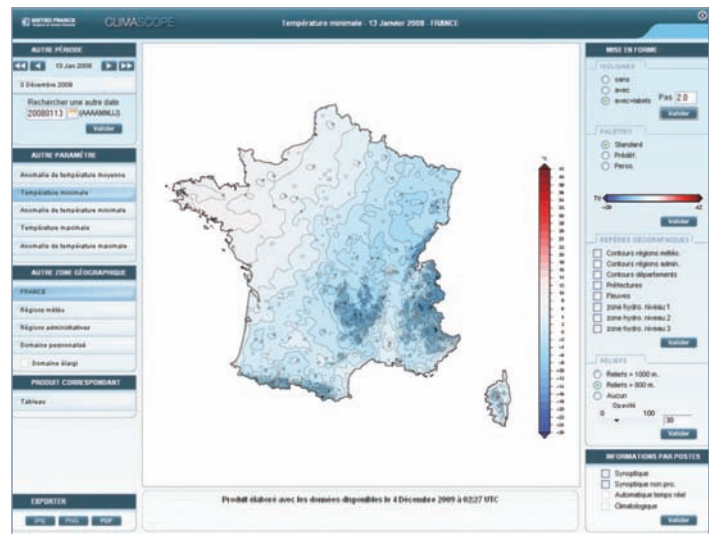 METEO FRANCE
CLIMASCOPE
Température minimale - 13 Janvier 2008 - FRANCE
AUTRE PÉRIODE
13 Jan 2008
3 Décembre 2009
Rechercher une autre date
20080113 (AAAAMMJJ)
Valider
AUTRE PARAMÈTRE
Anomalie de température moyenne
Température minimale
Anomalie de température minimale
Température maximale
Anomalie de température maximale
AUTRE ZONE GÉOGRAPHIQUE
FRANCE
Régions météo
Régions administratives
Domaine personnalisé
Domaine élargi
PRODUIT CORRESPONDANT
Tableau
EXPORTER
PNG
PDF
Produit élaboré avec les données disponibles le 4 Décembre 2009 à 02:27 UTC
MISE EN FORME
ISOLIGNES
sans
avec
avec+labels
Pas 2.0
Valider
PALETTES
Standard
Prédéf.
Perso.
Valider
REPÈRES GÉOGRAPHIQUES
Contours régions météo.
Contours régions admin.
Contours départements
Préfectures
Fleuves
zone hydro. niveau 1
zone hydro. niveau 2
zone hydro. niveau 3
Valider
RELIEFS
Reliefs > 1000 m.
Reliefs > 800 m.
Aucun
Opacité
0 100 30
Valider
INFORMATIONS PAR POSTES
Synoptique
Synoptique non pro.
Automatique temps réel
Climatologique
Valider